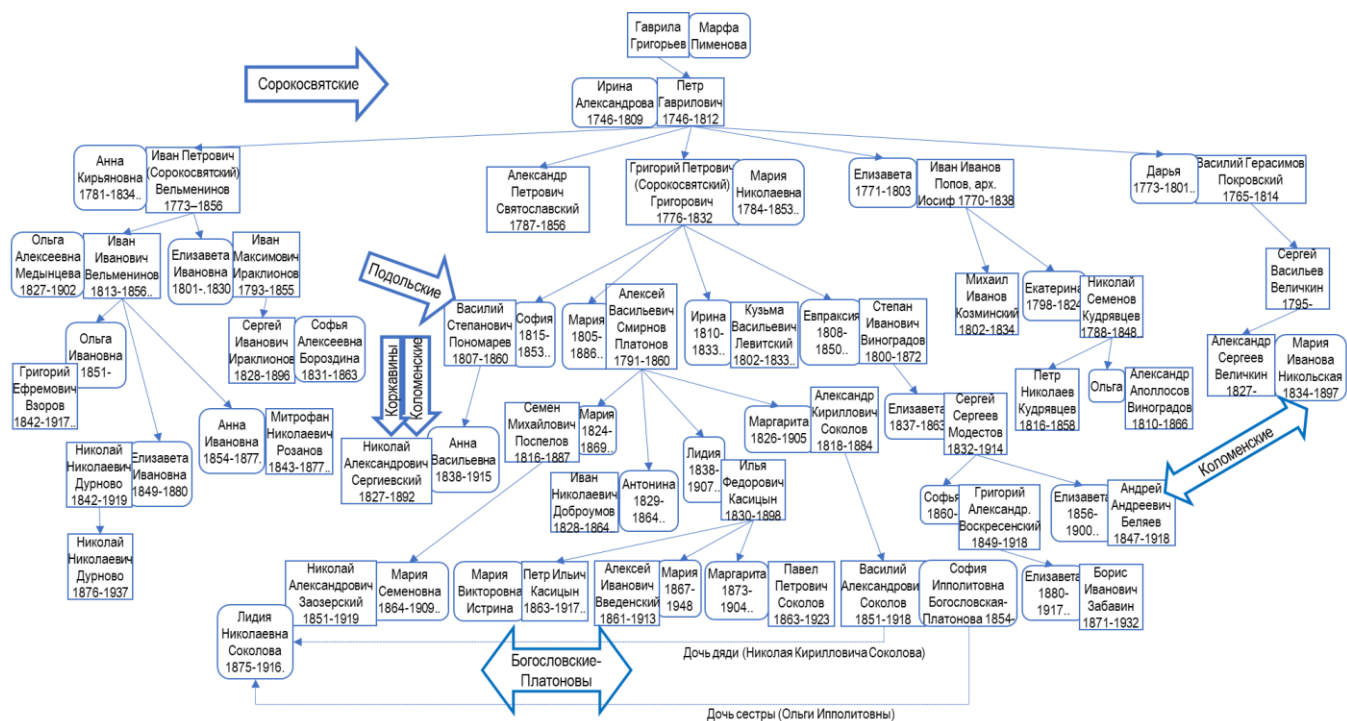 Гаврила
Григорьев
Марфа
Пименова
Сорокосвятские
Ирина
Александрова
1746-1809
Петр
Гаврилович
1746-1812
Анна
Кирьяновна
1781-1834..
Иван Петрович
(Сорокосвятский)
Вельменинов
1773–1856
Александр
Петрович
Святославский
1787-1856
Григорий Петрович
(Сорокосвятский)
Григорович
1776-1832
Мария
Николаевна
1784-1853..
Елизавета
1771-1803
Иван Иванов
Попов, арх.
Иосиф 1770-1838
Дарья
1773-1801..
Василий Герасимов
Покровский
1765-1814
Ольга
Алексеевна
Медынцева
1827-1902
Иван
Иванович
Вельменинов
1813-1856..
Елизавета
Ивановна
1801-.1830
Иван
Максимович
Ираклионов
1793-1855
Подольские
Василий
Степанович
Пономарев
1807-1860
София
1815-
1853..
Мария
1805-
1886..
Алексей
Васильевич
Смирнов
Платонов
1791-1860
Ирина
1810-
1833..
Кузьма
Васильевич
Левитский
1802-1833..
Евпраксия
1808-
1850..
Степан
Иванович
Виноградов
1800-1872
Михаил
Иванов
Козминский
1802-1834
Екатерина
1798-1824
Николай
Семенов
Кудрявцев
1788-1848
Сергей
Васильев
Величкин
1795-
Ольга
Ивановна
1851-
Григорий
Ефремович
Взоров
1842-1917..
Сергей
Иванович
Ираклионов
1828-1896
Софья
Алексеевна
Бороздина
1831-1863
Коржавины
Коломенские
Александр
Сергеев
Величкин
1827-
Мария
Иванова
Никольская
1834-1897
Николай
Николаевич
Дурново
1842-1919
Елизавета
Ивановна
1849-1880
Анна
Ивановна
1854-1877..
Митрофан
Николаевич
Розанов
1843-1877..
Николай
Александрович
Сергиевский
1827-1892
Анна
Васильевна
1838-1915
Семен
Михайлович
Поспелов
1816-1887
Мария
1824-
1869..
Иван
Николаевич
Доброумов
1828-1864..
Антонина
1829-
1864..
Лидия
1838-
1907..
Илья
Федорович
Касицын
1830-1898
Маргарита
1826-1905
Александр
Кириллович
Соколов
1818-1884
Елизавета
1837-1863
Сергей
Сергеев
Модестов
1832-1914
Петр
Николаев
Кудрявцев
1816-1858
Ольга
Александр
Аполлосов
Виноградов
1810-1866
Коломенские
Софья
1860-
Григорий
Александр.
Воскресенский
1849-1918
Елизавета
1856-
1900..
Андрей
Андреевич
Беляев
1847-1918
Николай
Николаевич
Дурново
1876-1937
Николай
Александрович
Заозерский
1851-1919
Мария
Семеновна
1864-1909..
Мария
Викторовна
Истрина
Петр Ильич
Касицын
1863-1917..
Алексей
Иванович
Введенский
1861-1913
Мария
1867-
1948
Маргарита
1873-
1904..
Павел
Петрович
Соколов
1863-1923
Василий
Александрович
Соколов
1851-1918
София
Ипполитовна
Богословская-
Платонова 1854-
Елизавета
1880-
1917..
Борис
Иванович
Забавин
1871-1932
Лидия
Николаевна
Соколова
1875-1916.
Богословские-
Платоновы
Дочь дяди (Николая Кирилловича Соколова)
Дочь сестры (Ольги Ипполитовны)